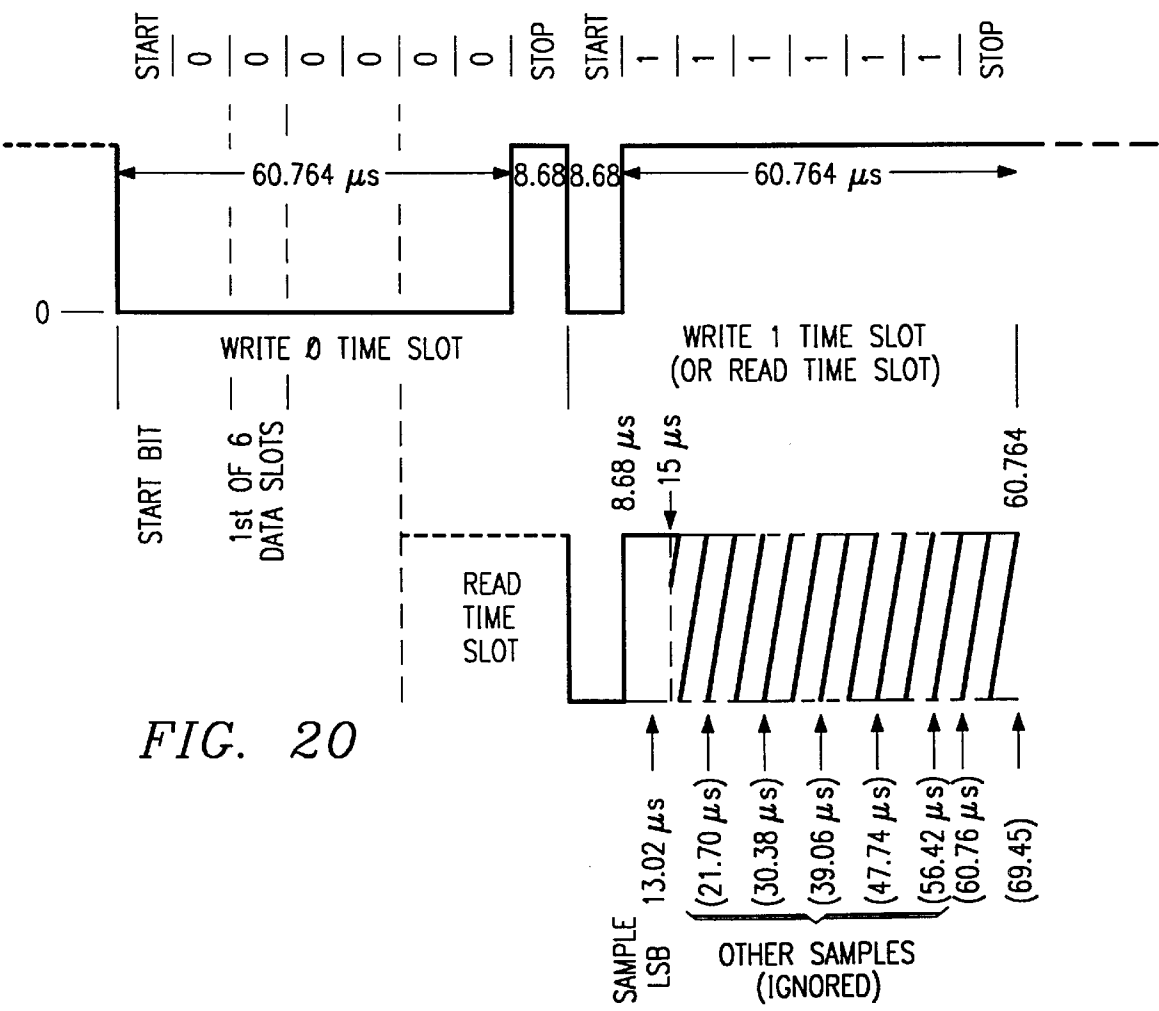 START 0 0 0 0 0 0 STOP START 1 1 1 1 1 1 STOP
60.764 µs 8.68 8.68 60.764 µs
0
WRITE 0 TIME SLOT
WRITE 1 TIME SLOT
(OR READ TIME SLOT)
START BIT
1st OF 6
DATA SLOTS
8.68 µs
15 µs
60.764
READ
TIME
SLOT
FIG. 20
SAMPLE
LSB
13.02 µs
(21.70 µs)
(30.38 µs)
(39.06 µs)
(47.74 µs)
(56.42 µs)
(60.76 µs)
(69.45)
OTHER SAMPLES
(IGNORED)